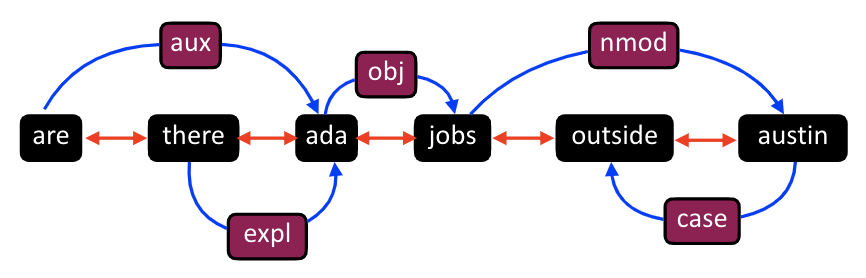 aux
nmod
obj
are there ada jobs outside austin
expl
case